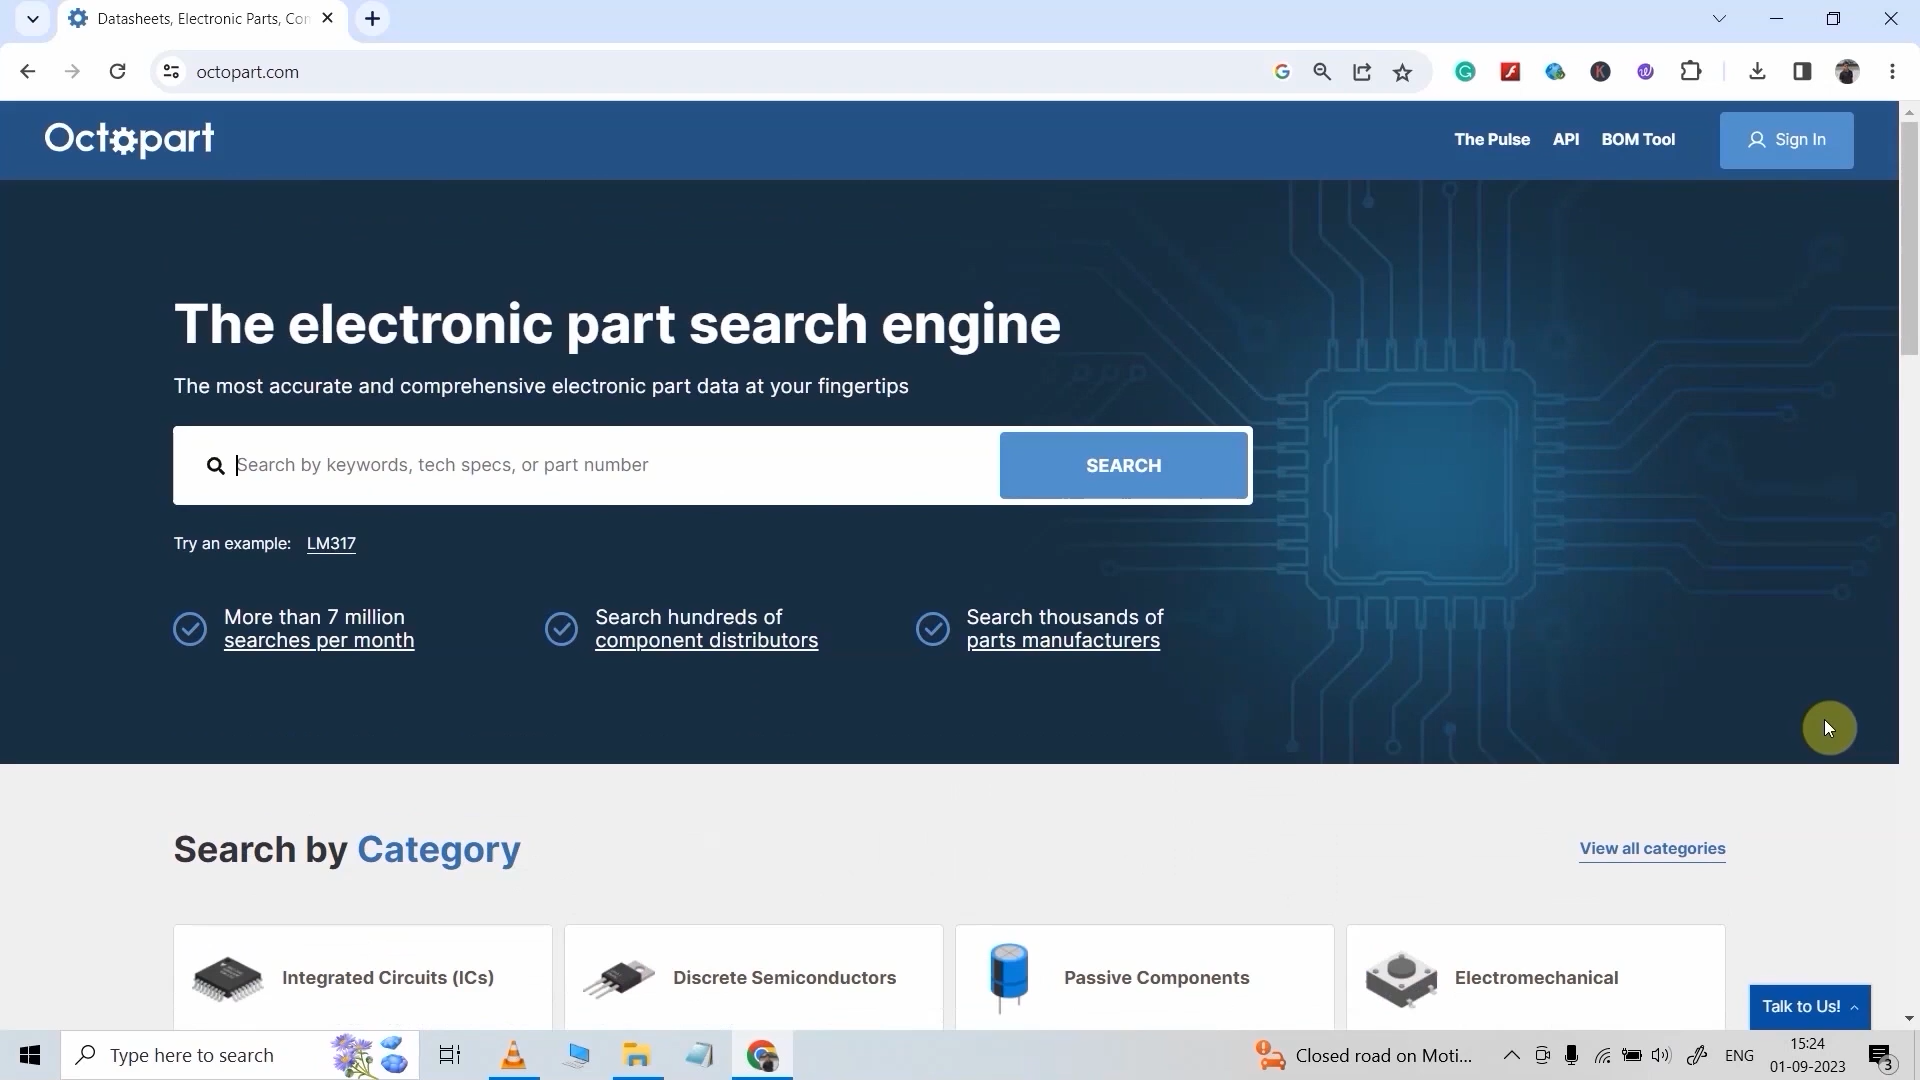 Datasheets, Electronic Parts, Con
octopart.com
Octopart
The Pulse
API
BOM Tool
Sign In
The electronic part search engine
The most accurate and comprehensive electronic part data at your fingertips
Search by keywords, tech specs, or part number
SEARCH
Try an example: LM317
More than 7 million
searches per month
Search hundreds of
component distributors
Search thousands of
parts manufacturers
Search by Category
View all categories
Integrated Circuits (ICs)
Discrete Semiconductors
Passive Components
Electromechanical
Talk to Us!
Type here to search
Closed road on Moti...
ENG
15:24
01-09-2023
3